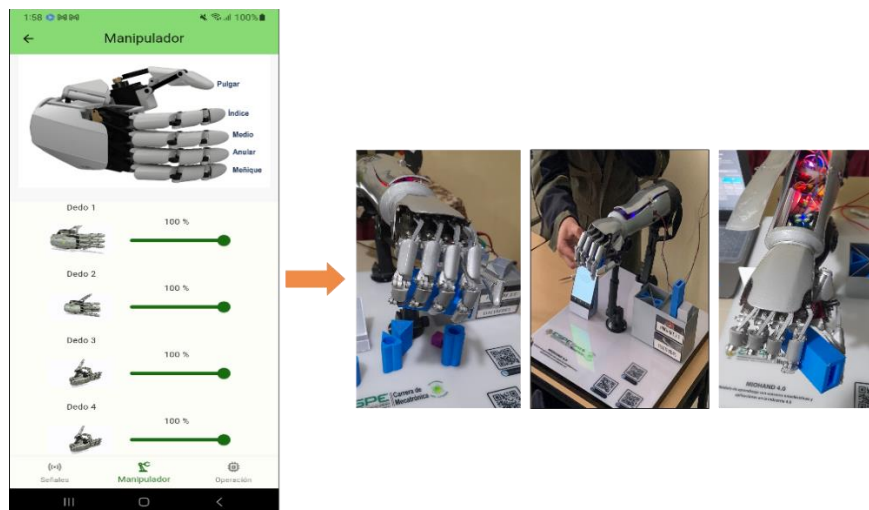 1:58
100%
Manipulador
Pulgar
Índice
Medio
Anular
Meñique
Dedo 1
100 %
Dedo 2
100 %
Dedo 3
100 %
Dedo 4
100 %
Señales
Manipulador
Operación
Carrera de
Mecatrónica
MIOHAND 4.0